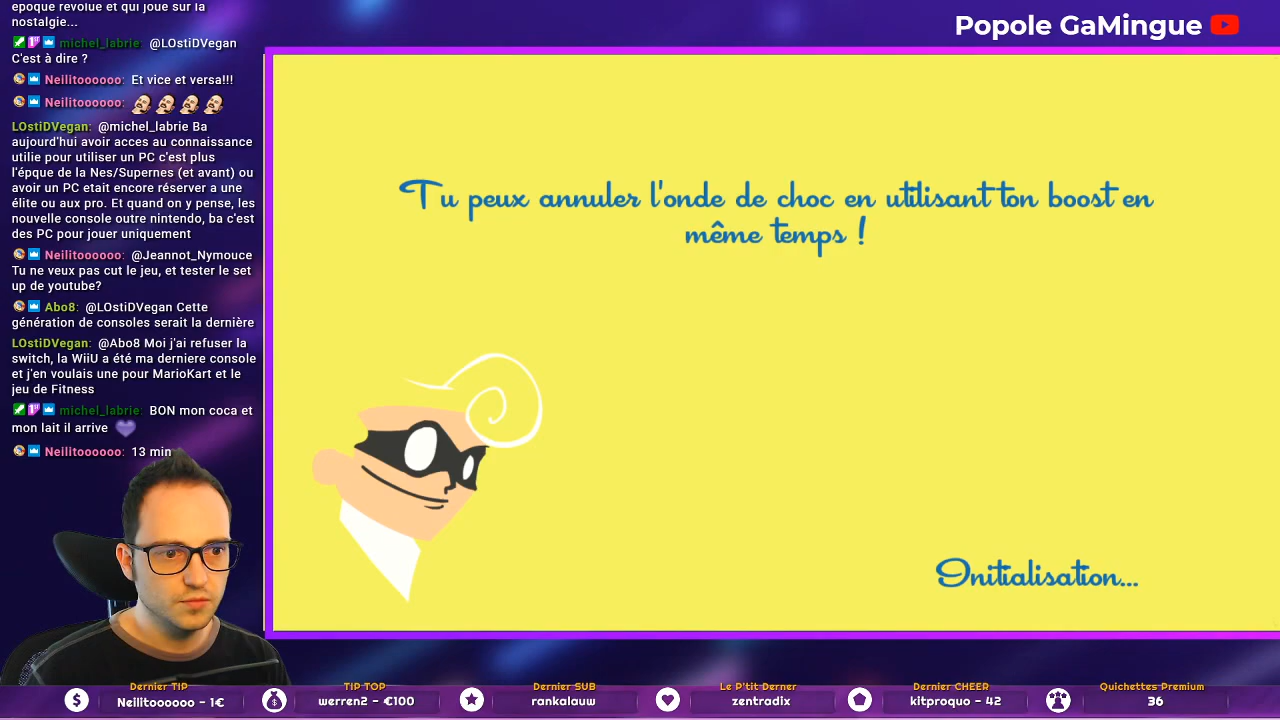 époque révolue et qui joue sur la
nostalgie...
michel_labrie: @LOstiDVegan
C'est à dire ?
Neilitoooooo: Et vice et versa!!!
Neilitoooooo:
LOstiDVegan: @michel_labrie Ba
aujourd'hui avoir acces au connaissance
utilie pour utiliser un PC c'est plus
l'épque de la Nes/Supernes (et avant) ou
avoir un PC etait encore réserver a une
élite ou aux pro. Et quand on y pense, les
nouvelle console outre nintendo, ba c'est
des PC pour jouer uniquement
Neilitoooooo: @Jeannot_Nymouce
Tu ne veux pas cut le jeu, et tester le set
up de youtube?
Abo8: @LOstiDVegan Cette
génération de consoles serait la dernière
LOstiDVegan: @Abo8 Moi j'ai refuser la
switch, la WiiU a été ma derniere console
et j'en voulais une pour MarioKart et le
jeu de Fitness
michel_labrie: BON mon coca et
mon lait il arrive
Neilitoooooo: 13 min
Popole GaMingue
Tu peux annuler l'onde de choc en utilisant ton boost en
même temps !
Initialisation...
Dernier TIP
Neilitoooooo - 1€
TIP TOP
werren2 - €100
Dernier SUB
rankalauw
Le P'tit Derner
zentradix
Dernier CHEER
kitproquo - 42
Quichettes Premium
36